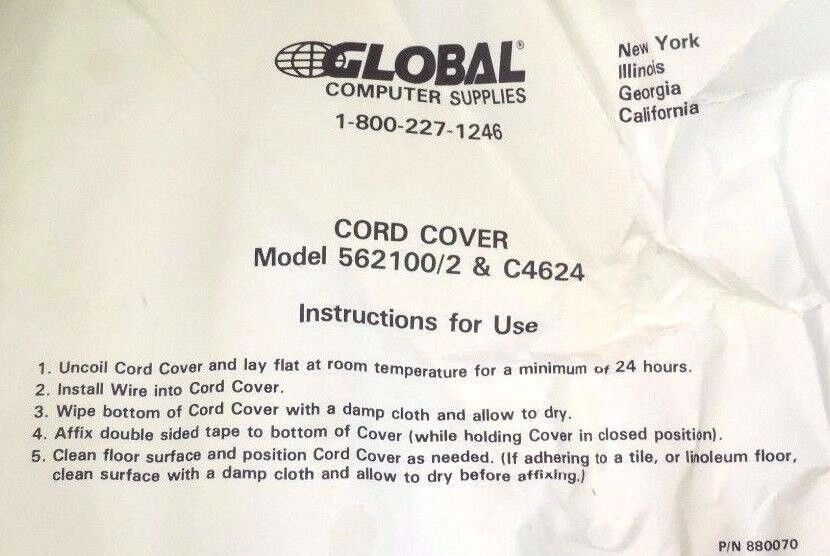 GLOBAL®
COMPUTER SUPPLIES
1-800-227-1246
New York
Illinois
Georgia
California
CORD COVER
Model 562100/2 & C4624
Instructions for Use
1. Uncoil Cord Cover and lay flat at room temperature for a minimum of 24 hours.
2. Install Wire into Cord Cover.
3. Wipe bottom of Cord Cover with a damp cloth and allow to dry.
4. Affix double sided tape to bottom of Cover (while holding Cover in closed position).
5. Clean floor surface and position Cord Cover as needed. (If adhering to a tile, or linoleum floor,
clean surface with a damp cloth and allow to dry before affixing.)
P/N 880070